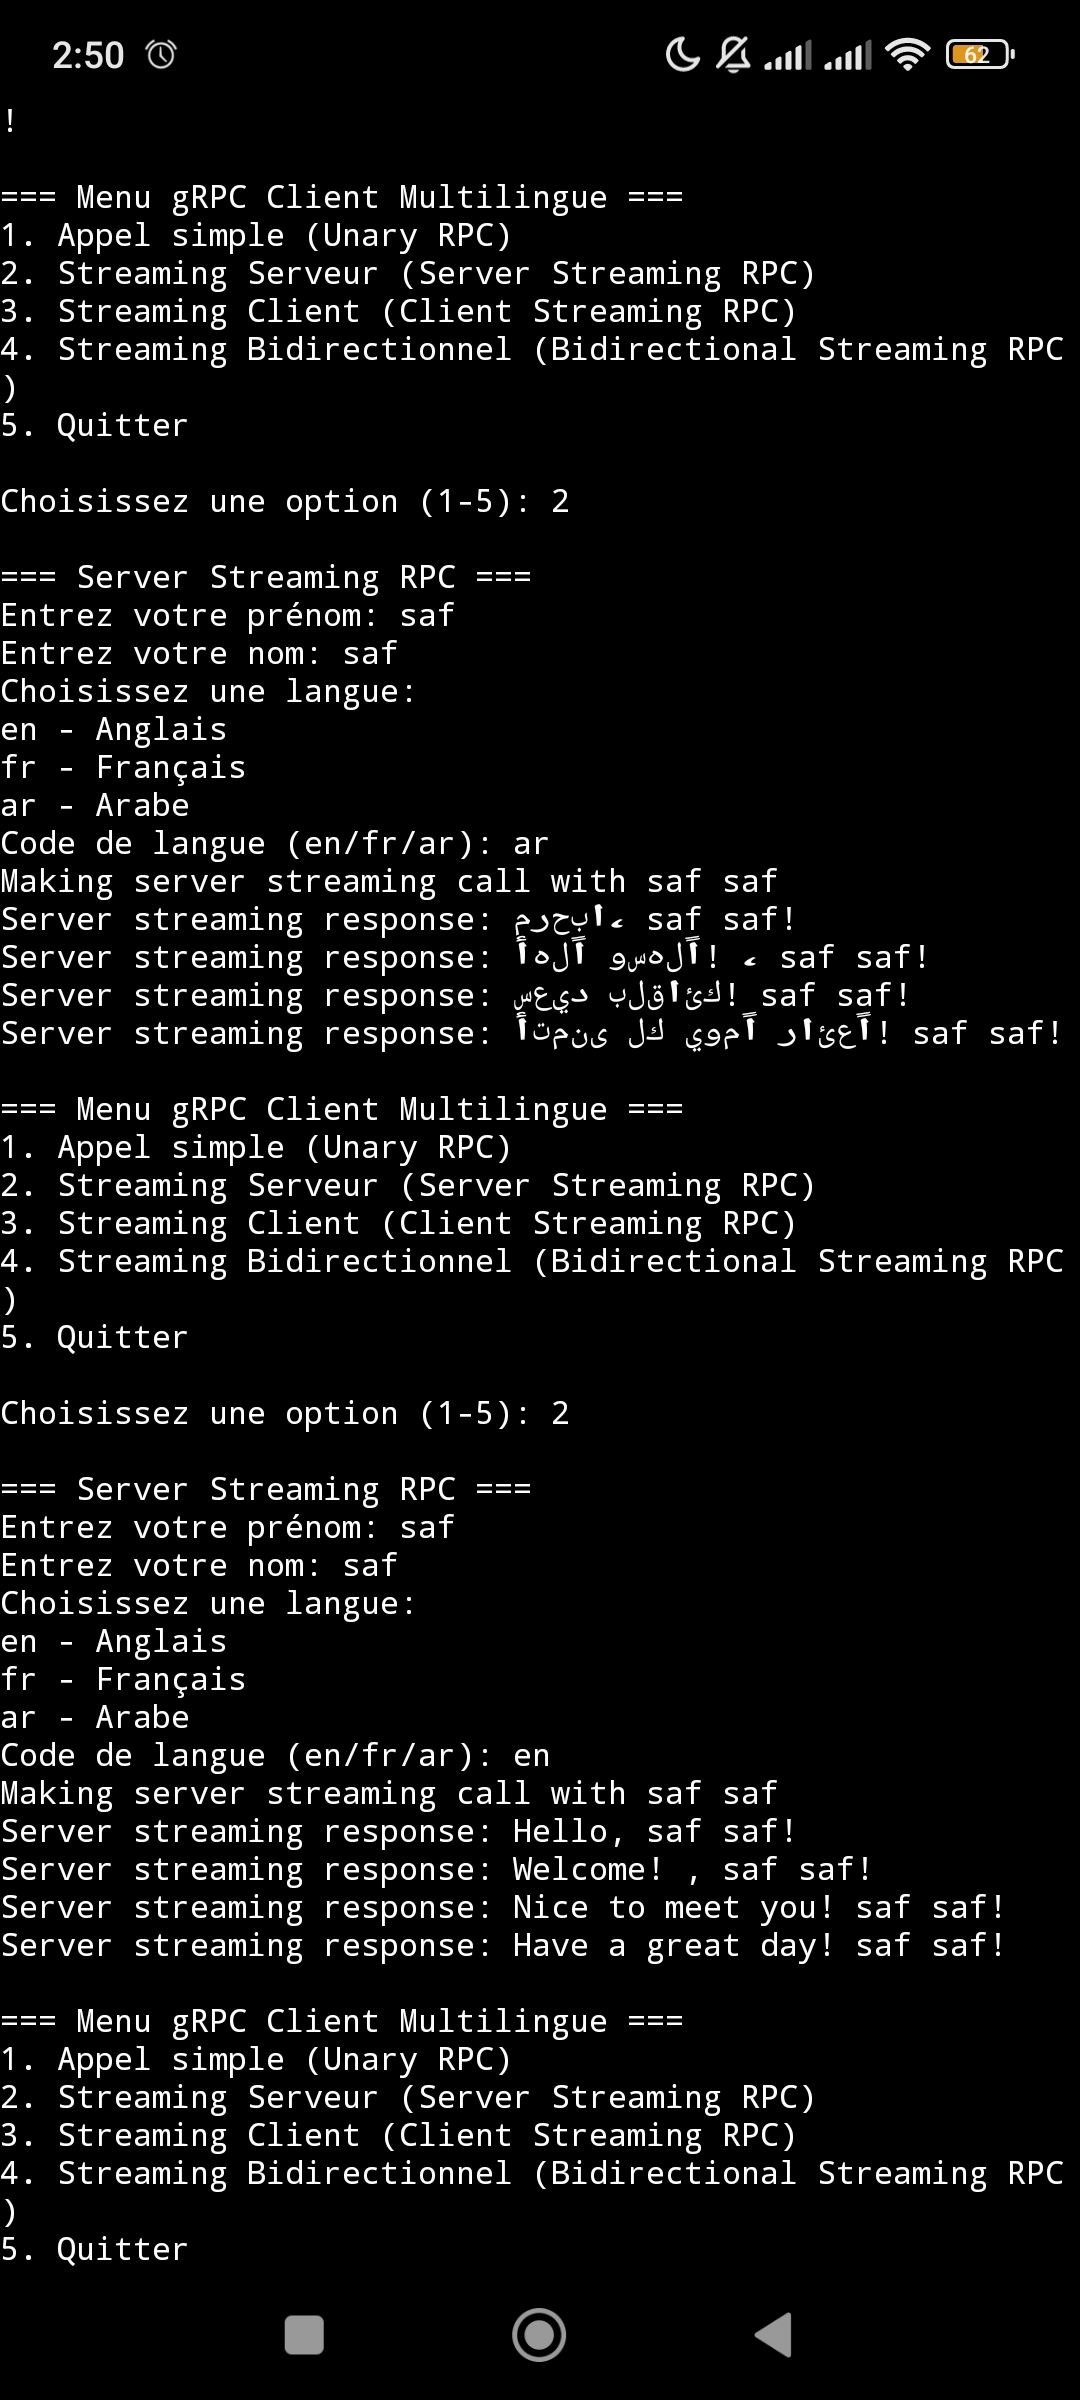 2:50
62
!
=== Menu gRPC Client Multilingue ===
1. Appel simple (Unary RPC)
2. Streaming Serveur (Server Streaming RPC)
3. Streaming Client (Client Streaming RPC)
4. Streaming Bidirectionnel (Bidirectional Streaming RPC
)
5. Quitter
Choisissez une option (1-5): 2
=== Server Streaming RPC ===
Entrez votre prénom: saf
Entrez votre nom: saf
Choisissez une langue:
en - Anglais
fr - Français
ar - Arabe
Code de langue (en/fr/ar): ar
Making server streaming call with saf saf
Server streaming response: مرحبا، saf saf!
Server streaming response: أهلاً وسهلاً! ، saf saf!
Server streaming response: سعيد بلقائك! saf saf!
Server streaming response: أتمنى لك يوماً رائعاً! saf saf!
=== Menu gRPC Client Multilingue ===
1. Appel simple (Unary RPC)
2. Streaming Serveur (Server Streaming RPC)
3. Streaming Client (Client Streaming RPC)
4. Streaming Bidirectionnel (Bidirectional Streaming RPC
)
5. Quitter
Choisissez une option (1-5): 2
=== Server Streaming RPC ===
Entrez votre prénom: saf
Entrez votre nom: saf
Choisissez une langue:
en - Anglais
fr - Français
ar - Arabe
Code de langue (en/fr/ar): en
Making server streaming call with saf saf
Server streaming response: Hello, saf saf!
Server streaming response: Welcome! , saf saf!
Server streaming response: Nice to meet you! saf saf!
Server streaming response: Have a great day! saf saf!
=== Menu gRPC Client Multilingue ===
1. Appel simple (Unary RPC)
2. Streaming Serveur (Server Streaming RPC)
3. Streaming Client (Client Streaming RPC)
4. Streaming Bidirectionnel (Bidirectional Streaming RPC
)
5. Quitter